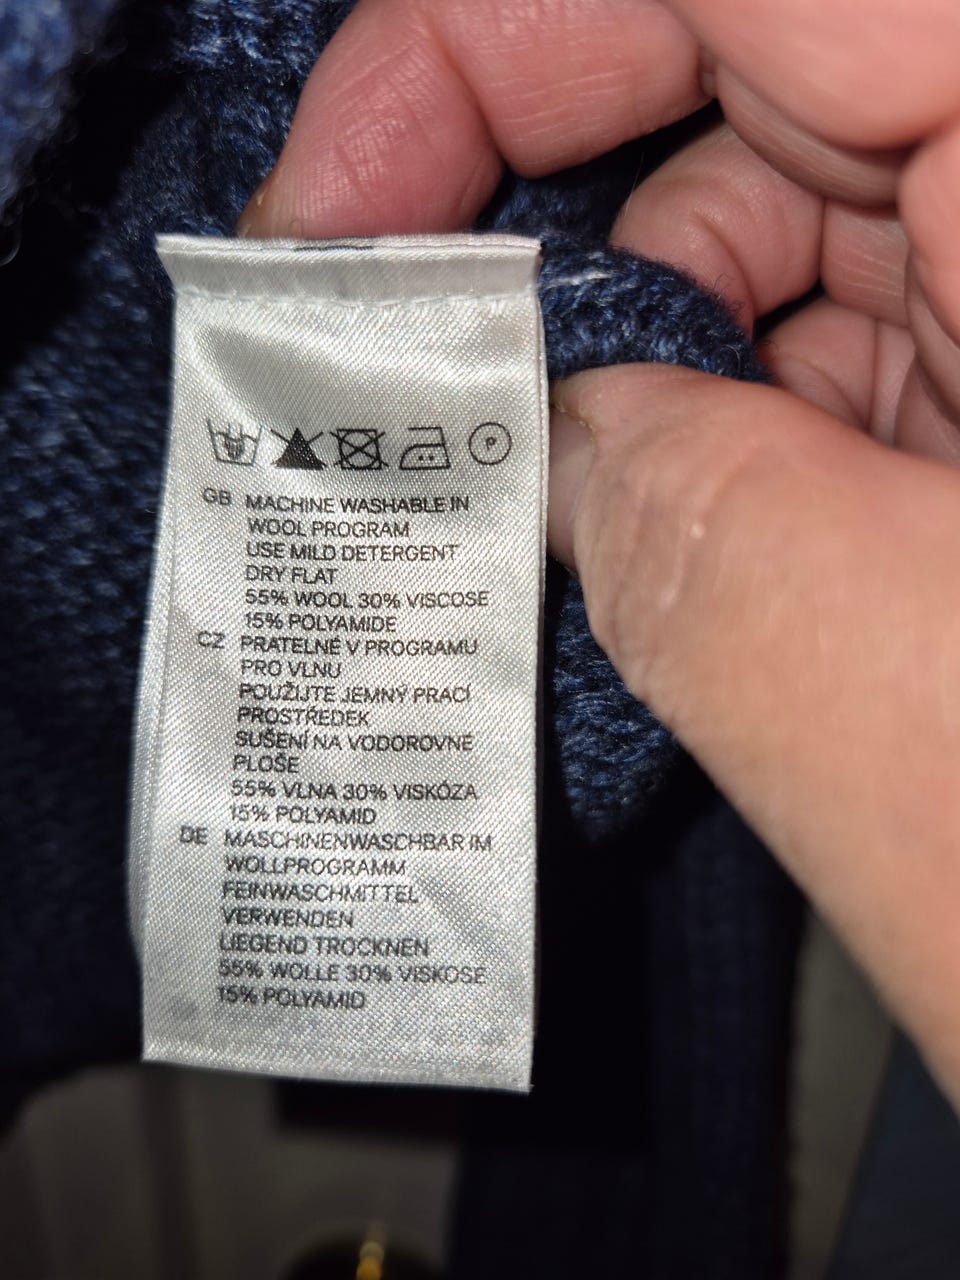 GB MACHINE WASHABLE IN
WOOL PROGRAM
USE MILD DETERGENT
DRY FLAT
55% WOOL 30% VISCOSE
15% POLYAMIDE
CZ PRATELNÉ V PROGRAMU
PRO VLNU
POUŽIJTE JEMNÝ PRACÍ
PROSTŘEDEK
SUŠENÍ NA VODOROVNÉ
PLOŠE
55% VLNA 30% VISKÓZA
15% POLYAMID
DE MASCHINENWASCHBAR IM
WOLLPROGRAMM
FEINWASCHMITTEL
VERWENDEN
LIEGEND TROCKNEN
55% WOLLE 30% VISKOSE
15% POLYAMID